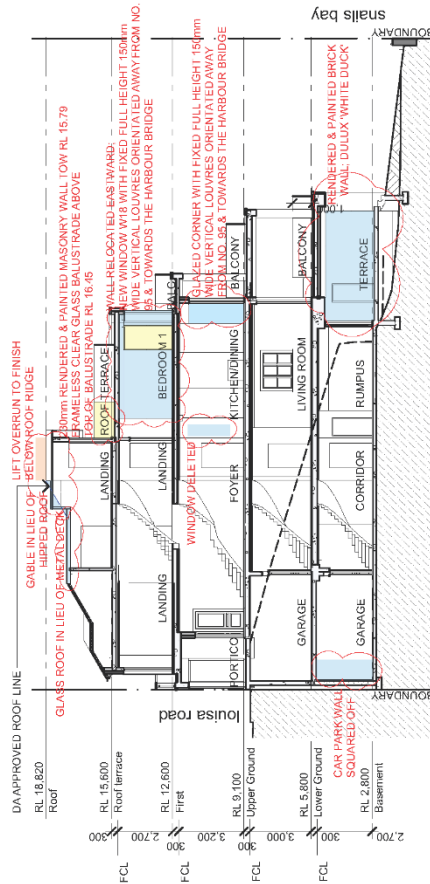 DA APPROVED ROOF LINE
LIFT OVERRUN TO FINISH
BELOW ROOF RIDGE
GABLE IN LIEU OF
HIPPED ROOF
GLASS ROOF IN LIEU OF METAL DECK
230mm RENDERED & PAINTED MASONRY WALL TOW RL 15.79
FRAMELESS CLEAR GLASS BALUSTRADE ABOVE
TOP OF BALUSTRADE RL 16.45
WALL RELOCATED EASTWARD.
NEW WINDOW W18 WITH FIXED FULL HEIGHT 150mm
WIDE VERTICAL LOUVRES ORIENTATED AWAY FROM NO.
95 & TOWARDS THE HARBOUR BRIDGE
GLAZED CORNER WITH FIXED FULL HEIGHT 150mm
WIDE VERTICAL LOUVRES ORIENTATED AWAY
FROM NO. 95 & TOWARDS THE HARBOUR BRIDGE
RENDERED & PAINTED BRICK
WALL; DULUX 'WHITE DUCK'
1,000
WINDOW DELETED
CAR PARK WALL
SQUARED OFF
RL 18,820
Roof
RL 15,600
Roof terrace
RL 12,600
First
RL 9,100
Upper Ground
RL 5,800
Lower Ground
RL 2,800
Basement
300
2,700
300
3,200
300
3,000
300
2,700
FCL
FCL
FCL
FCL
louisa road
snails bay
BOUNDARY
BOUNDARY
LANDING
ROOF TERRACE
LANDING
LANDING
BEDROOM 1
BALC
PORTICO
FOYER
KITCHEN/DINING
BALCONY
GARAGE
LIVING ROOM
BALCONY
GARAGE
CORRIDOR
RUMPUS
TERRACE